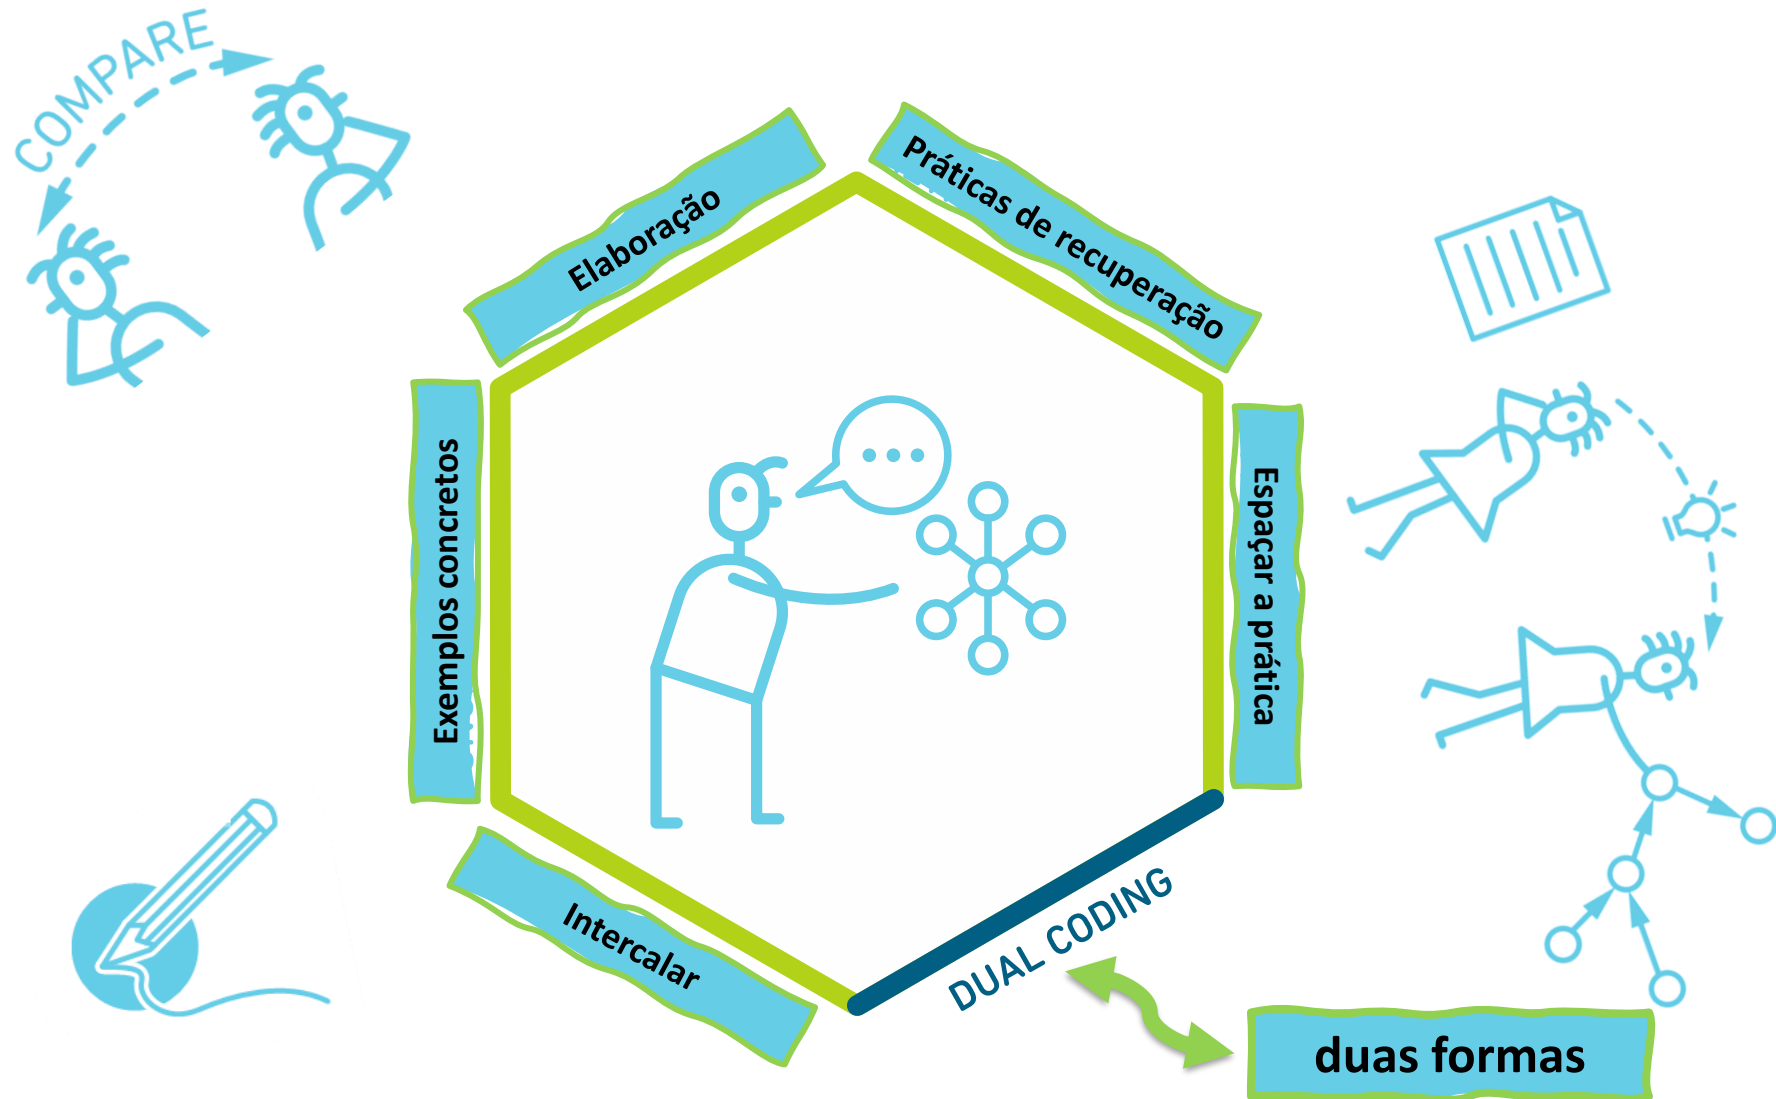 COMPARE
Elaboração
Práticas de recuperação
Exemplos concretos
Espaçar a prática
Intercalar
DUAL CODING
duas formas